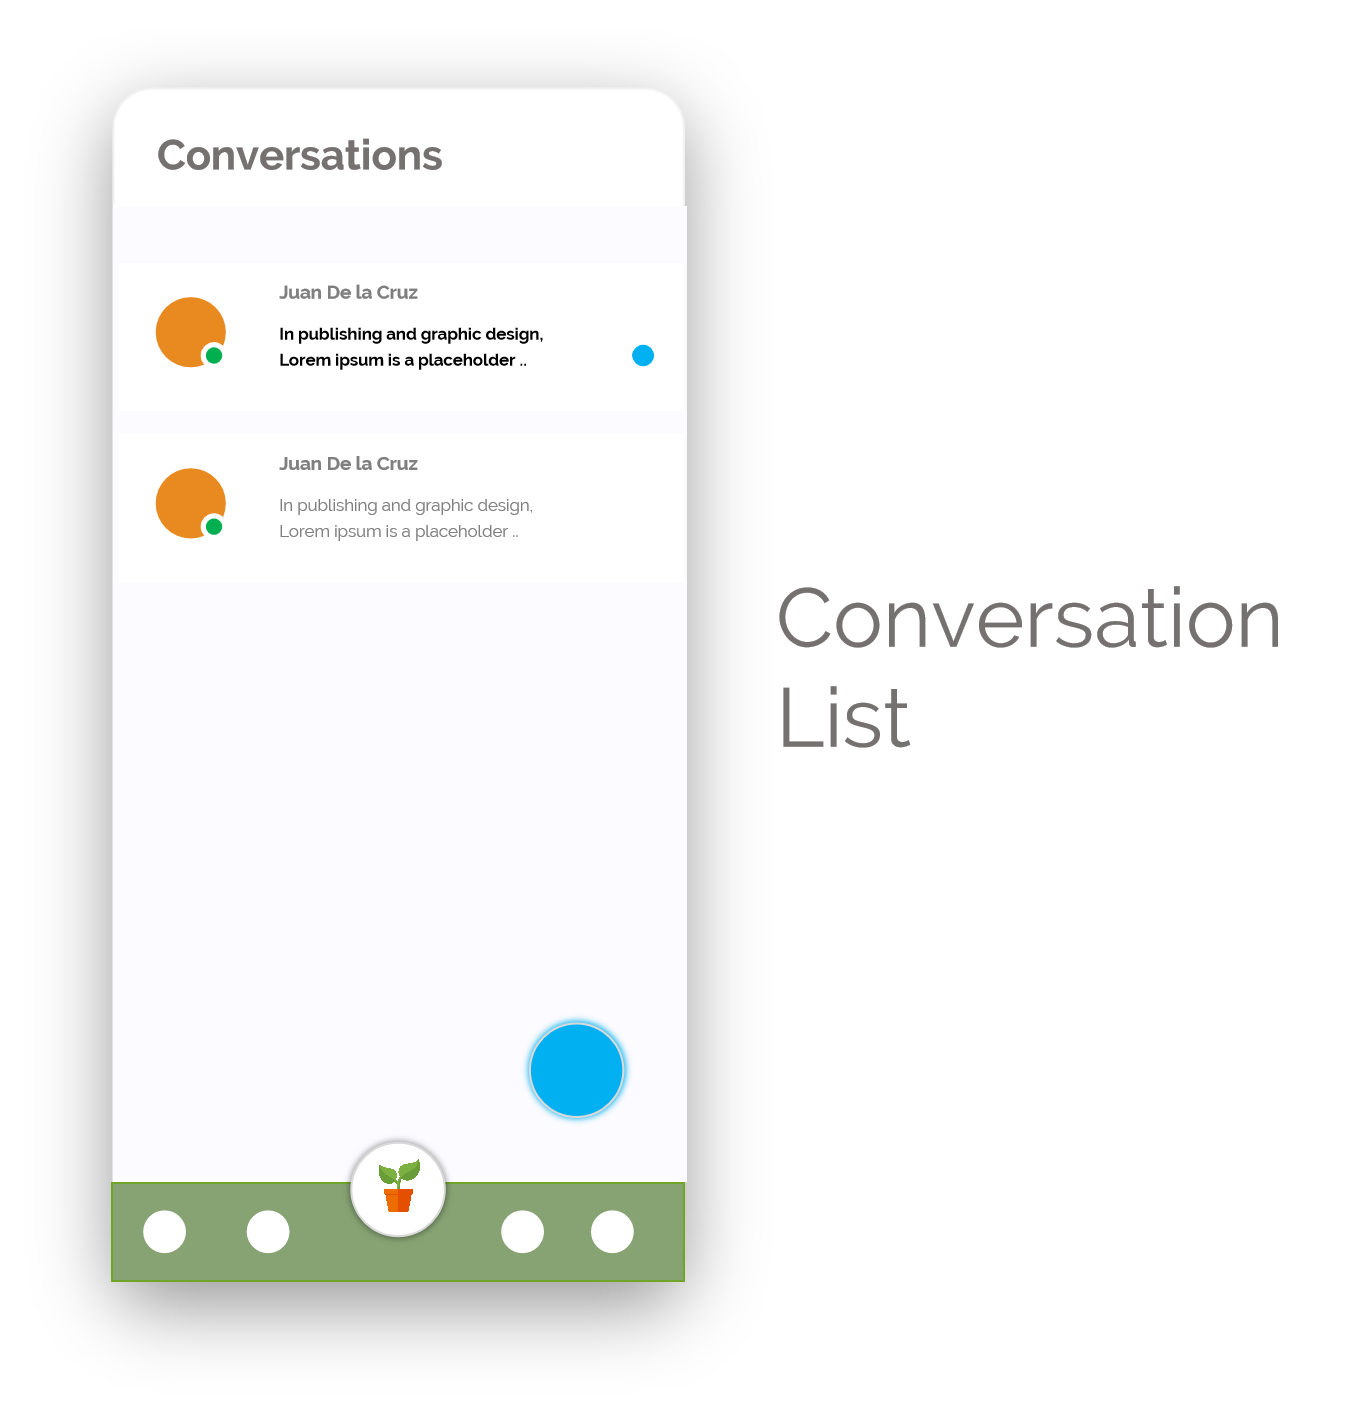 Conversations
Juan De la Cruz
In publishing and graphic design,
Lorem ipsum is a placeholder ..
Juan De la Cruz
In publishing and graphic design,
Lorem ipsum is a placeholder ..
Conversation
List